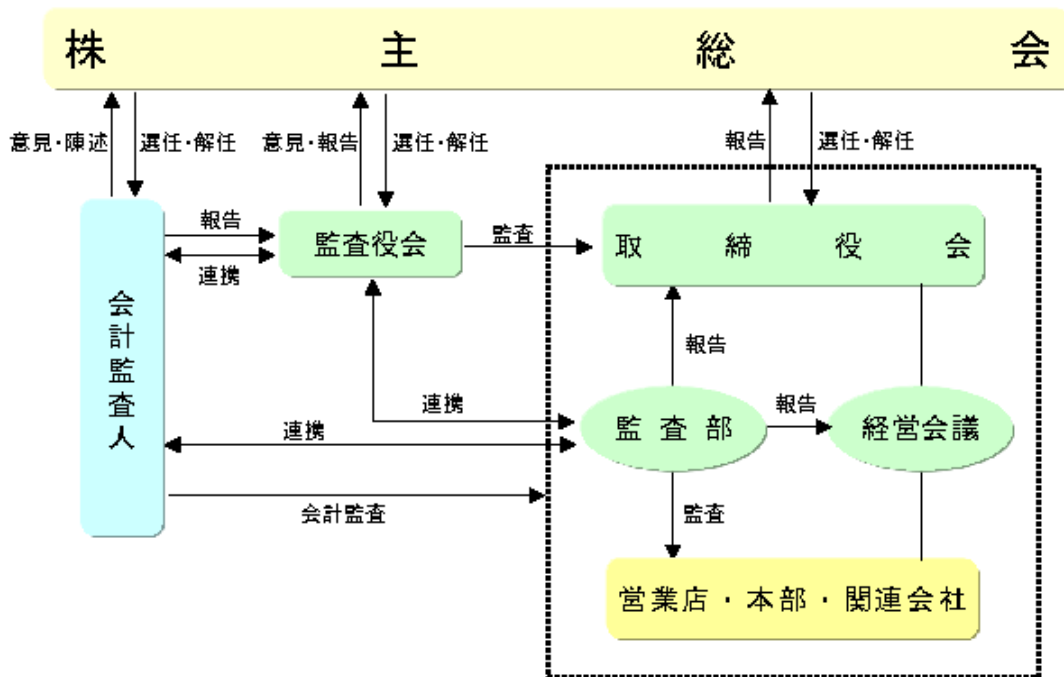 株主総会
意見・陳述
選任・解任
意見・報告
選任・解任
報告
選任・解任
報告
監査役会
監査
取締役会
連携
会計監査人
報告
連携
監査部
報告
経営会議
連携
会計監査
監査
営業店・本部・関連会社